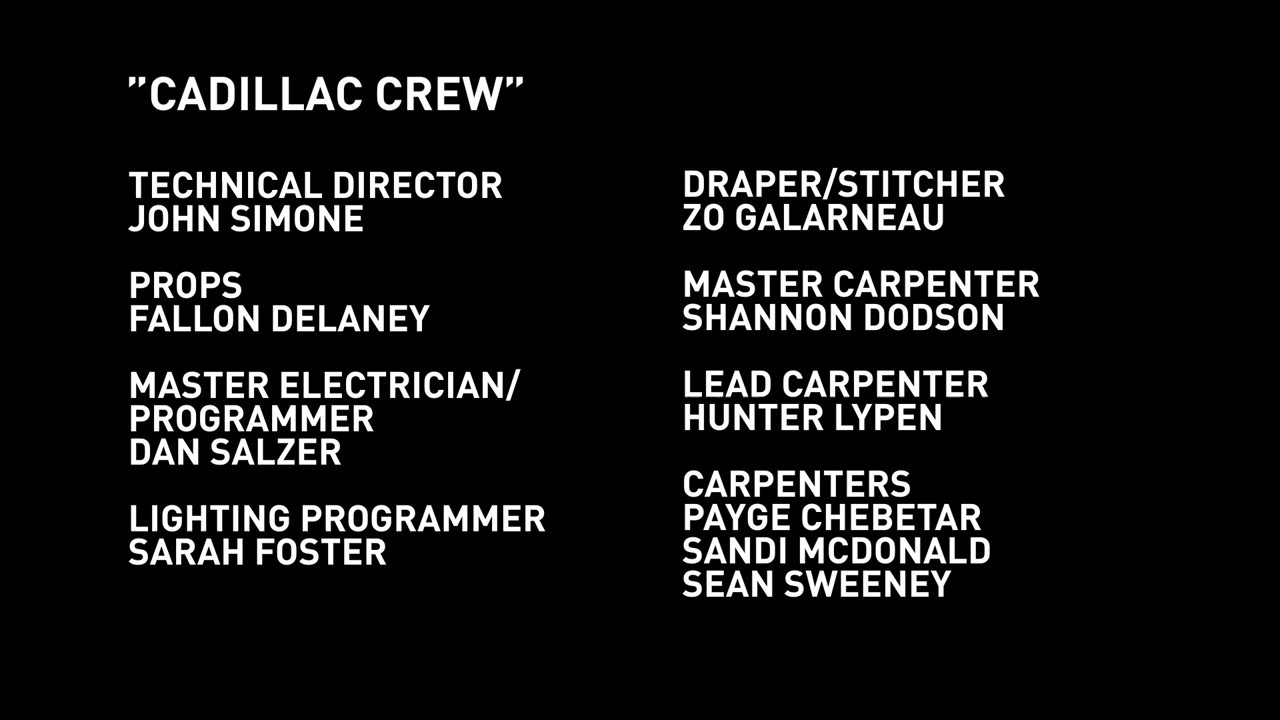 ”CADILLAC CREW”
TECHNICAL DIRECTOR
JOHN SIMONE
PROPS
FALLON DELANEY
MASTER ELECTRICIAN/
PROGRAMMER
DAN SALZER
LIGHTING PROGRAMMER
SARAH FOSTER
DRAPER/STITCHER
ZO GALARNEAU
MASTER CARPENTER
SHANNON DODSON
LEAD CARPENTER
HUNTER LYPEN
CARPENTERS
PAYGE CHEBETAR
SANDI MCDONALD
SEAN SWEENEY